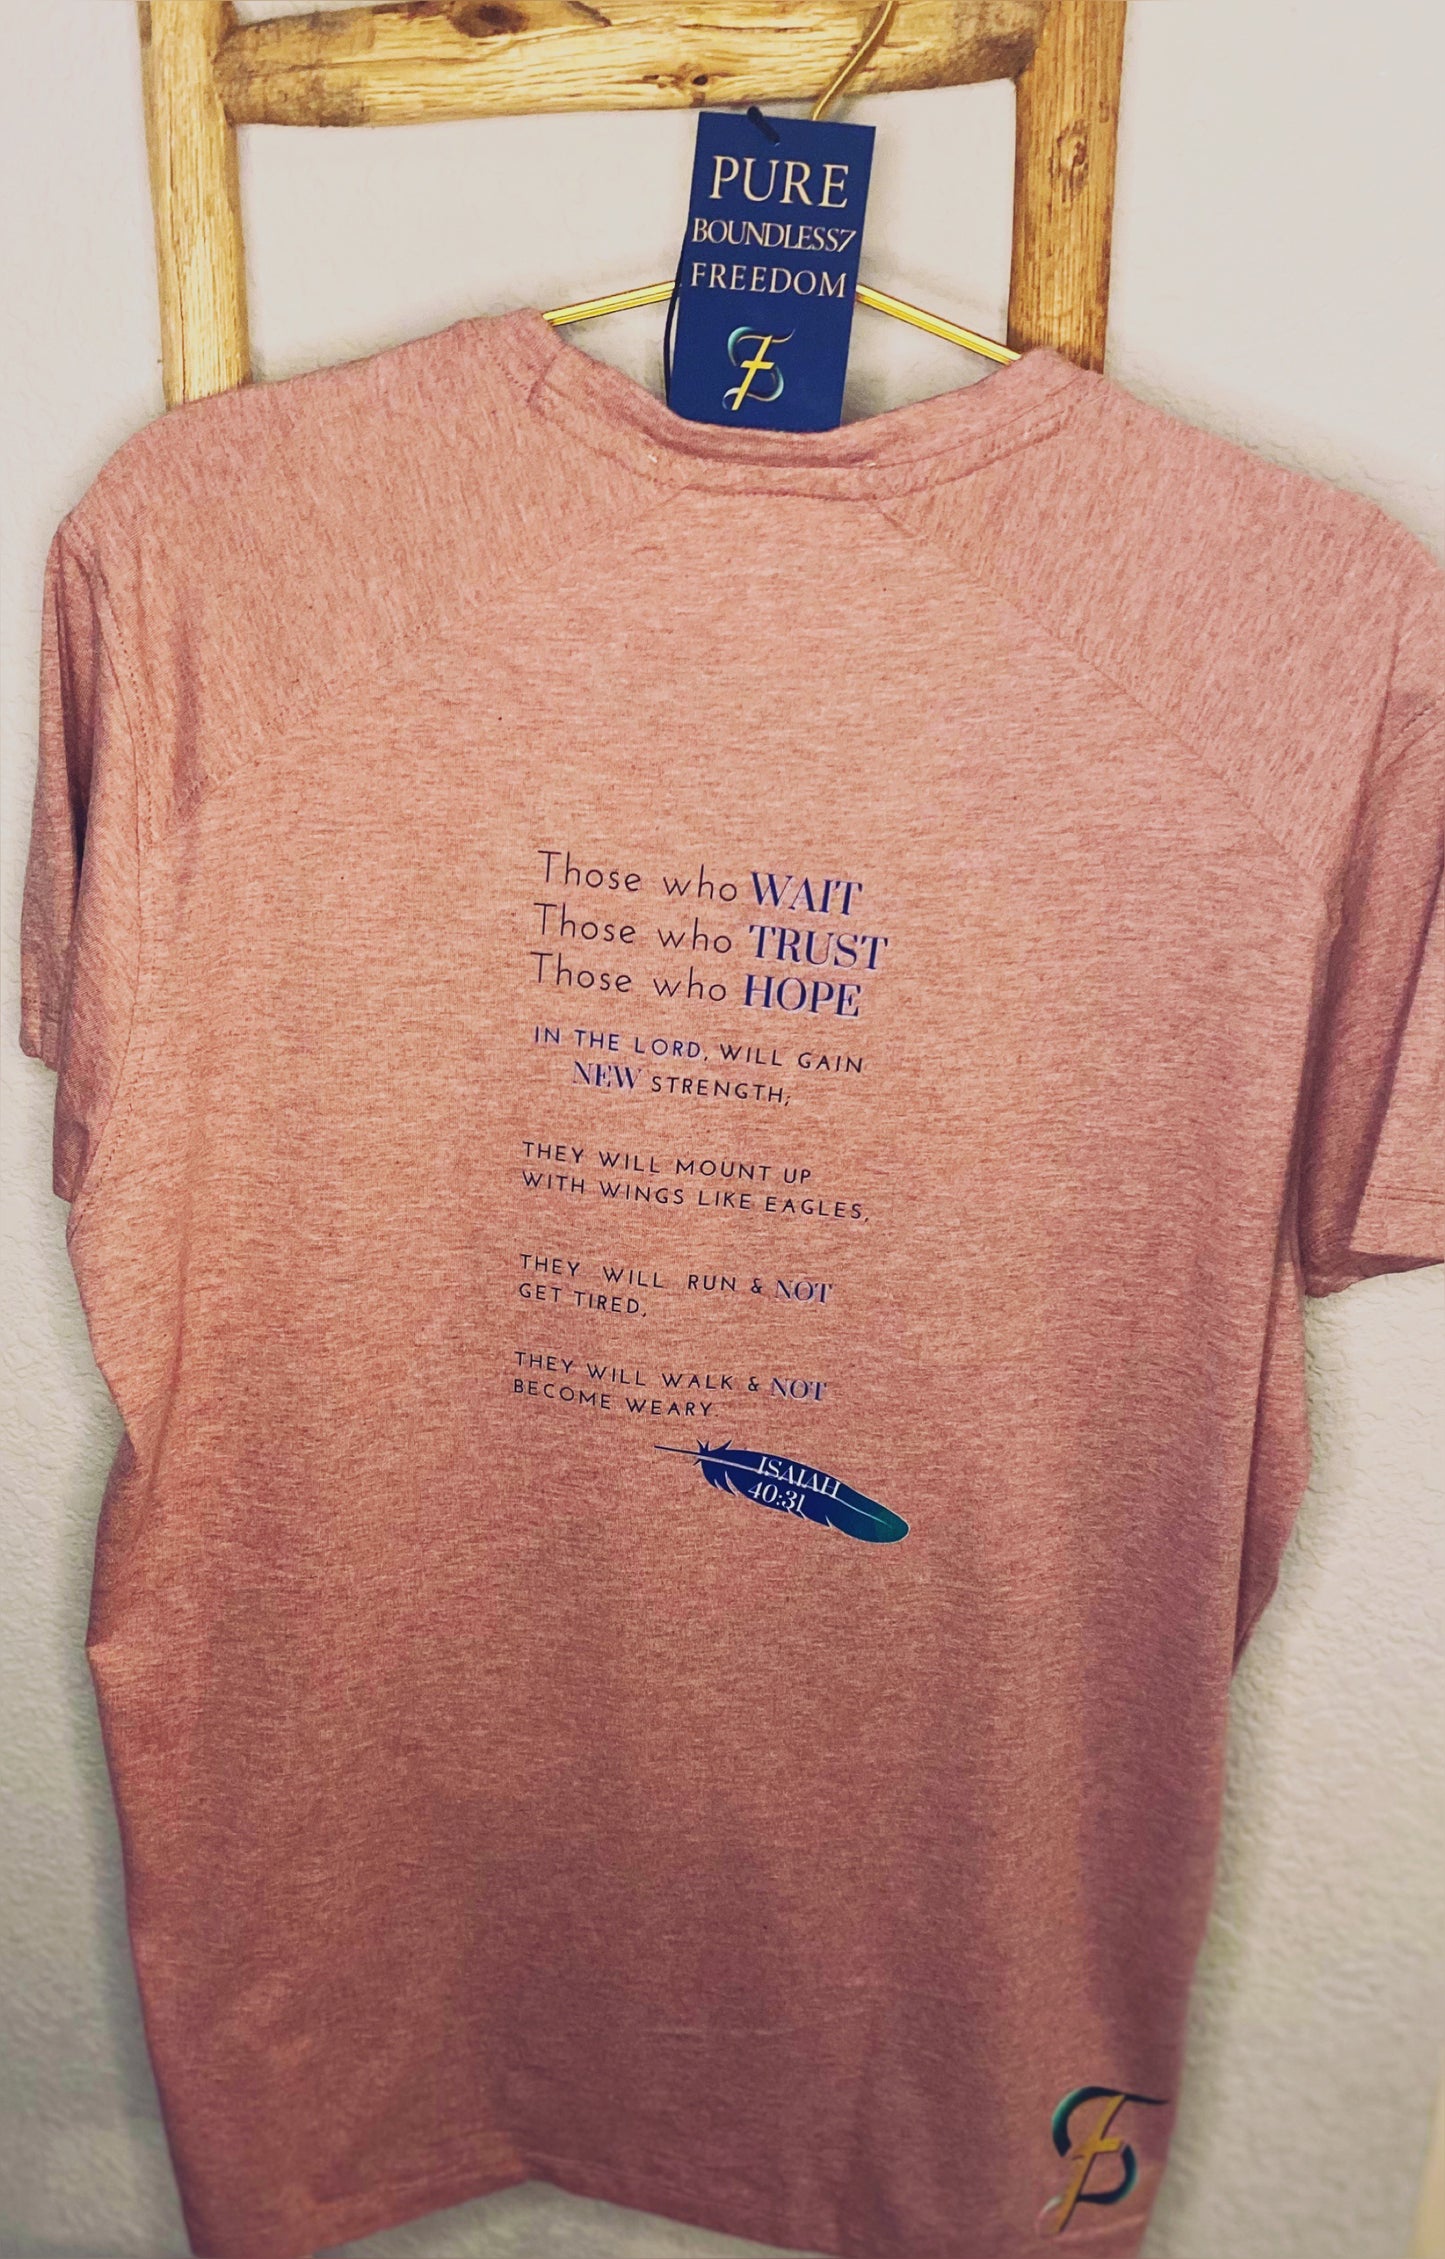 PURE
BOUNDLESS7
FREEDOM
Those who WAIT
Those who TRUST
Those who HOPE
IN THE LORD, WILL GAIN
NEW STRENGTH;
THEY WILL MOUNT UP
WITH WINGS LIKE EAGLES,
THEY WILL RUN & NOT
GET TIRED,
THEY WILL WALK & NOT
BECOME WEARY.
ISAIAH
40:31